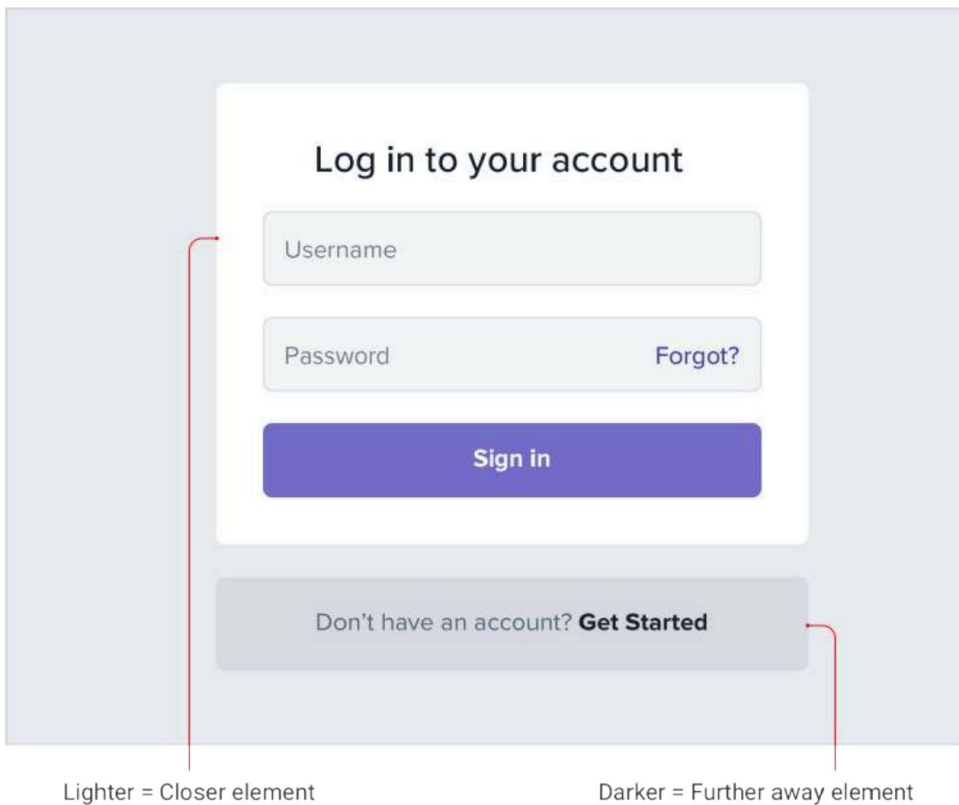 Log in to your account
Username
Password Forgot?
Sign in
Don't have an account? Get Started
Lighter = Closer element
Darker = Further away element